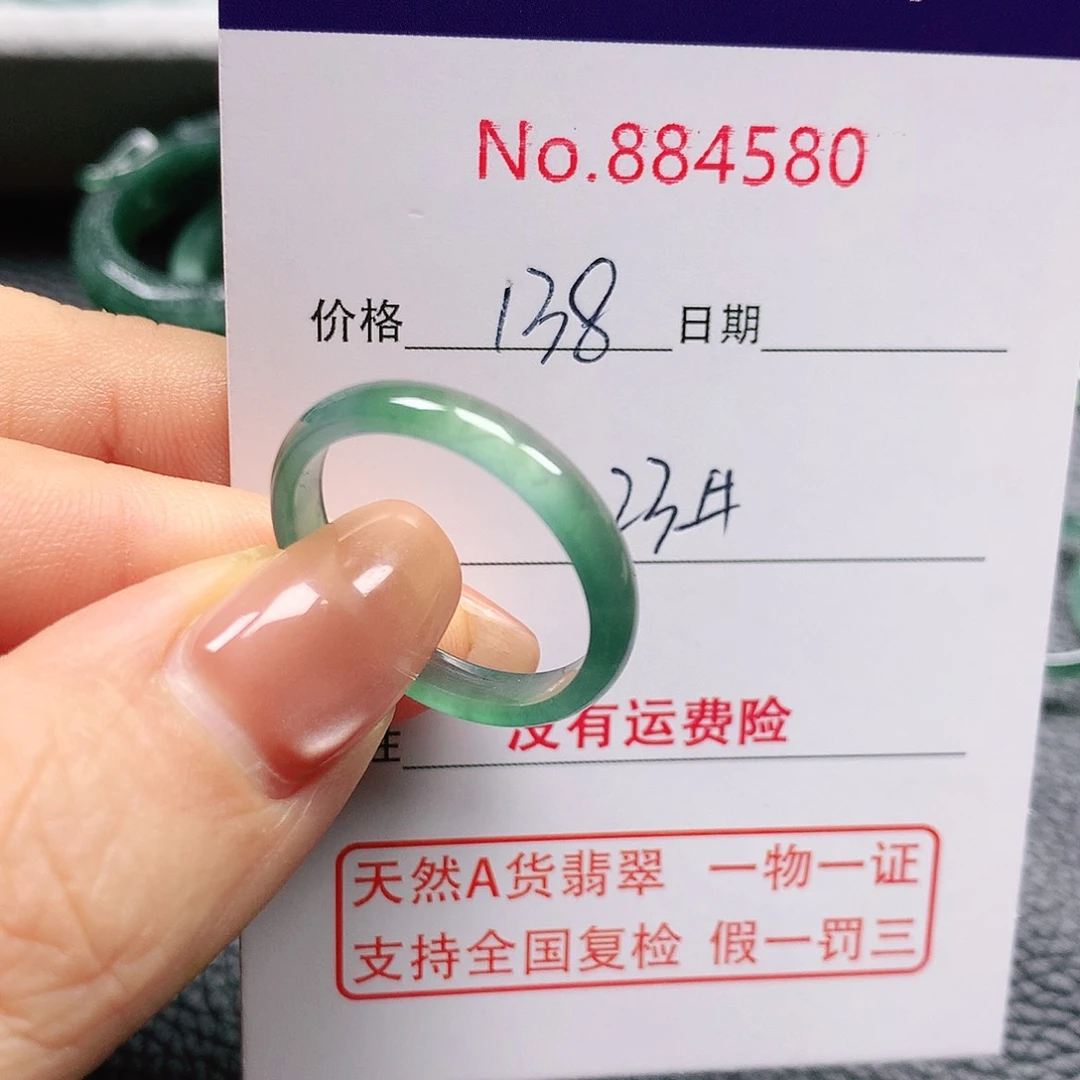 No.884580
价格 138 日期
23#
没有运费险
天然A货翡翠 一物一证
支持全国复检 假一罚三